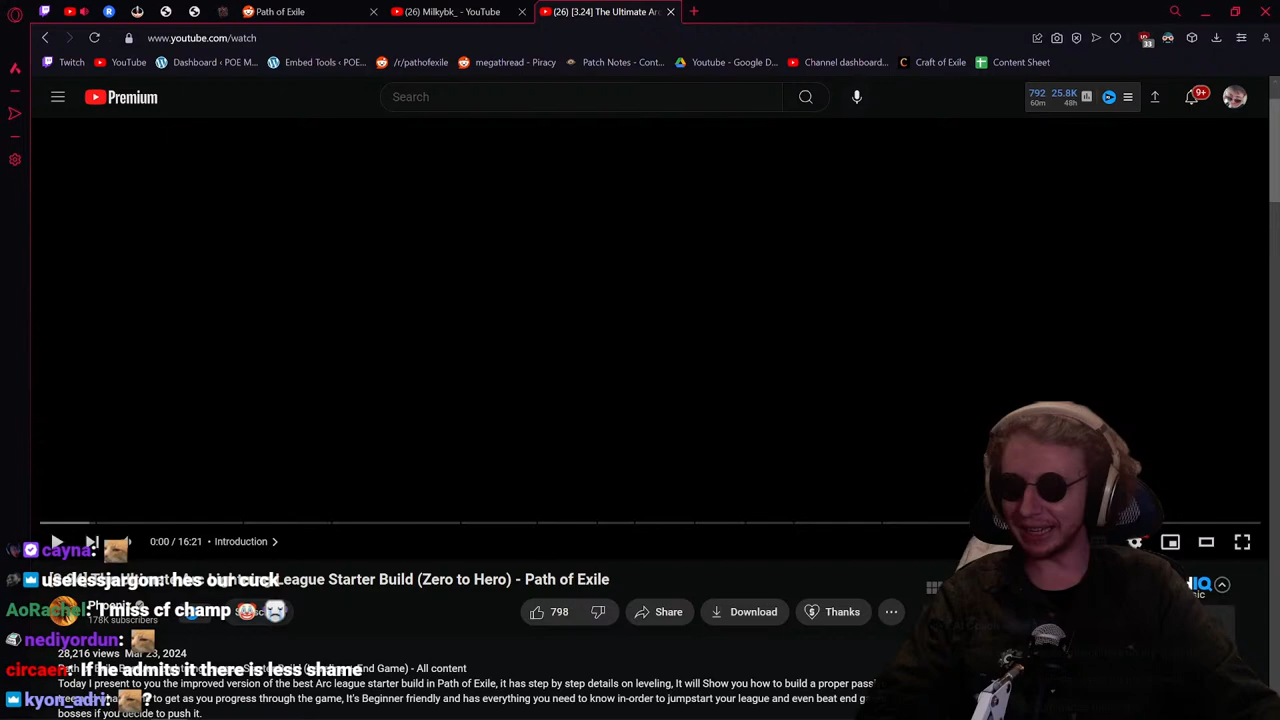 Path of Exile
(26) Milkybk_ - YouTube
(26) [3.24] The Ultimate Arc
www.youtube.com/watch
33
Twitch
YouTube
Dashboard ‹ POE M...
Embed Tools ‹ POE...
/r/pathofexile
megathread - Piracy
Patch Notes - Cont...
Youtube - Google D...
Channel dashboard...
Craft of Exile
Content Sheet
Premium
Search
792 25.8K
60m 48h
9+
0:00 / 16:21 • Introduction
League Starter Build (Zero to Hero) - Path of Exile
178K subscribers
798
Share
Download
Thanks
IQ
28,216 views Mar 23, 2024
End Game) - All content
Today I present to you the improved version of the best Arc league starter build in Path of Exile, it has step by step details on leveling, It will Show you how to build a proper pass
to get as you progress through the game, It's Beginner friendly and has everything you need to know in-order to jumpstart your league and even beat end g
bosses if you decide to push it.
cayna:
uselessjargon: hes our cuck
AoRachel: I miss cf champ
nediyordun:
circaen: If he admits it there is less shame
kyon_adri: ?